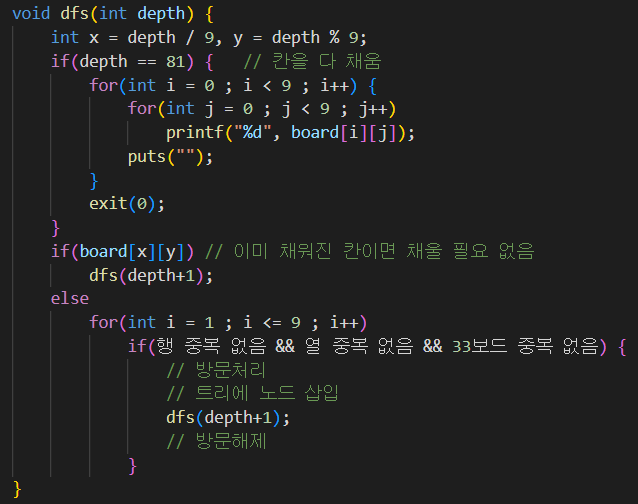 void dfs(int depth) {
    int x = depth / 9, y = depth % 9;
    if(depth == 81) {   // 칸을 다 채움
        for(int i = 0 ; i < 9 ; i++) {
            for(int j = 0 ; j < 9 ; j++)
                printf("%d", board[i][j]);
            puts("");
        }
        exit(0);
    }
    if(board[x][y]) // 이미 채워진 칸이면 채울 필요 없음
        dfs(depth+1);
    else
        for(int i = 1 ; i <= 9 ; i++)
            if(행 중복 없음 && 열 중복 없음 && 33보드 중복 없음) {
                // 방문처리
                // 트리에 노드 삽입
                dfs(depth+1);
                // 방문해제
            }
}